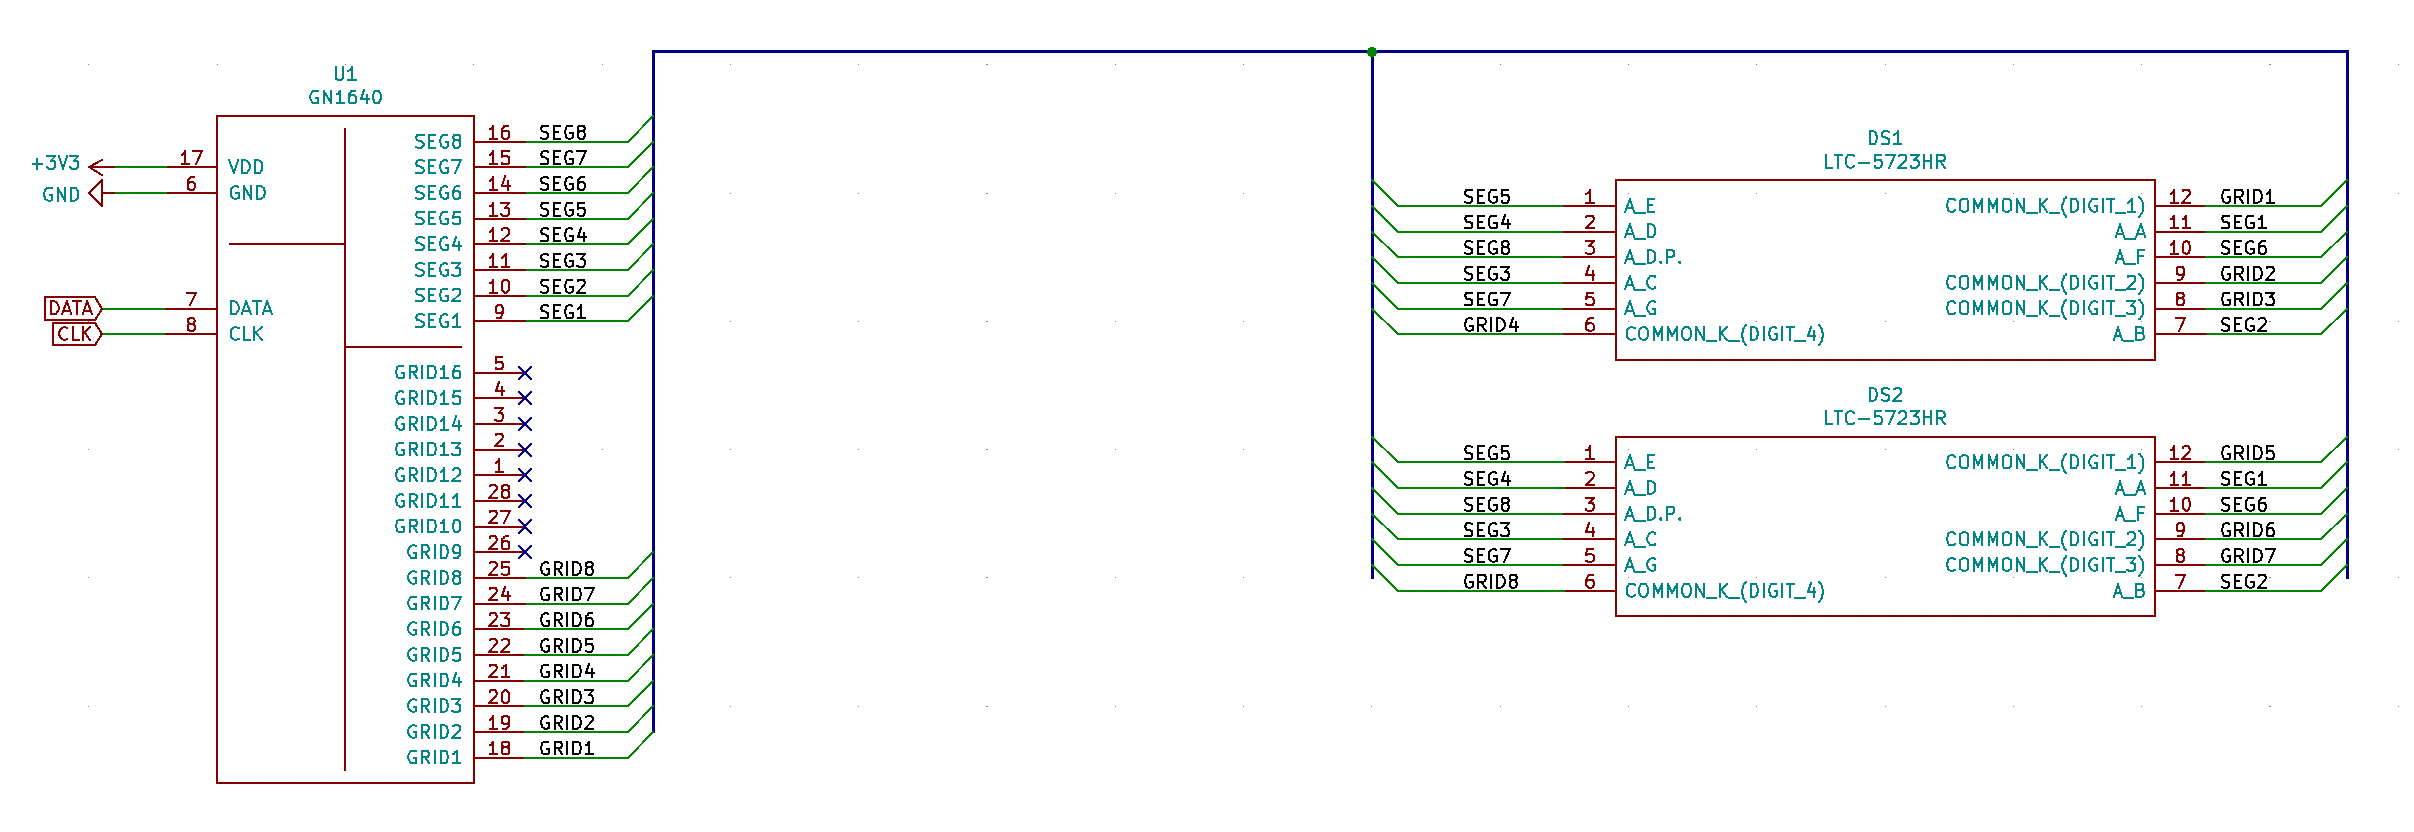 U1
GN1640
+3V3
GND
17
6
VDD
GND
DATA
CLK
7
8
DATA
CLK
SEG8 16 SEG8
SEG7 15 SEG7
SEG6 14 SEG6
SEG5 13 SEG5
SEG4 12 SEG4
SEG3 11 SEG3
SEG2 10 SEG2
SEG1 9 SEG1
GRID16 5
GRID15 4
GRID14 3
GRID13 2
GRID12 1
GRID11 28
GRID10 27
GRID9 26
GRID8 25 GRID8
GRID7 24 GRID7
GRID6 23 GRID6
GRID5 22 GRID5
GRID4 21 GRID4
GRID3 20 GRID3
GRID2 19 GRID2
GRID1 18 GRID1
DS1
LTC-5723HR
SEG5 1 A_E COMMON_K_(DIGIT_1) 12 GRID1
SEG4 2 A_D A_A 11 SEG1
SEG8 3 A_D.P. A_F 10 SEG6
SEG3 4 A_C COMMON_K_(DIGIT_2) 9 GRID2
SEG7 5 A_G COMMON_K_(DIGIT_3) 8 GRID3
GRID4 6 COMMON_K_(DIGIT_4) A_B 7 SEG2
DS2
LTC-5723HR
SEG5 1 A_E COMMON_K_(DIGIT_1) 12 GRID5
SEG4 2 A_D A_A 11 SEG1
SEG8 3 A_D.P. A_F 10 SEG6
SEG3 4 A_C COMMON_K_(DIGIT_2) 9 GRID6
SEG7 5 A_G COMMON_K_(DIGIT_3) 8 GRID7
GRID8 6 COMMON_K_(DIGIT_4) A_B 7 SEG2